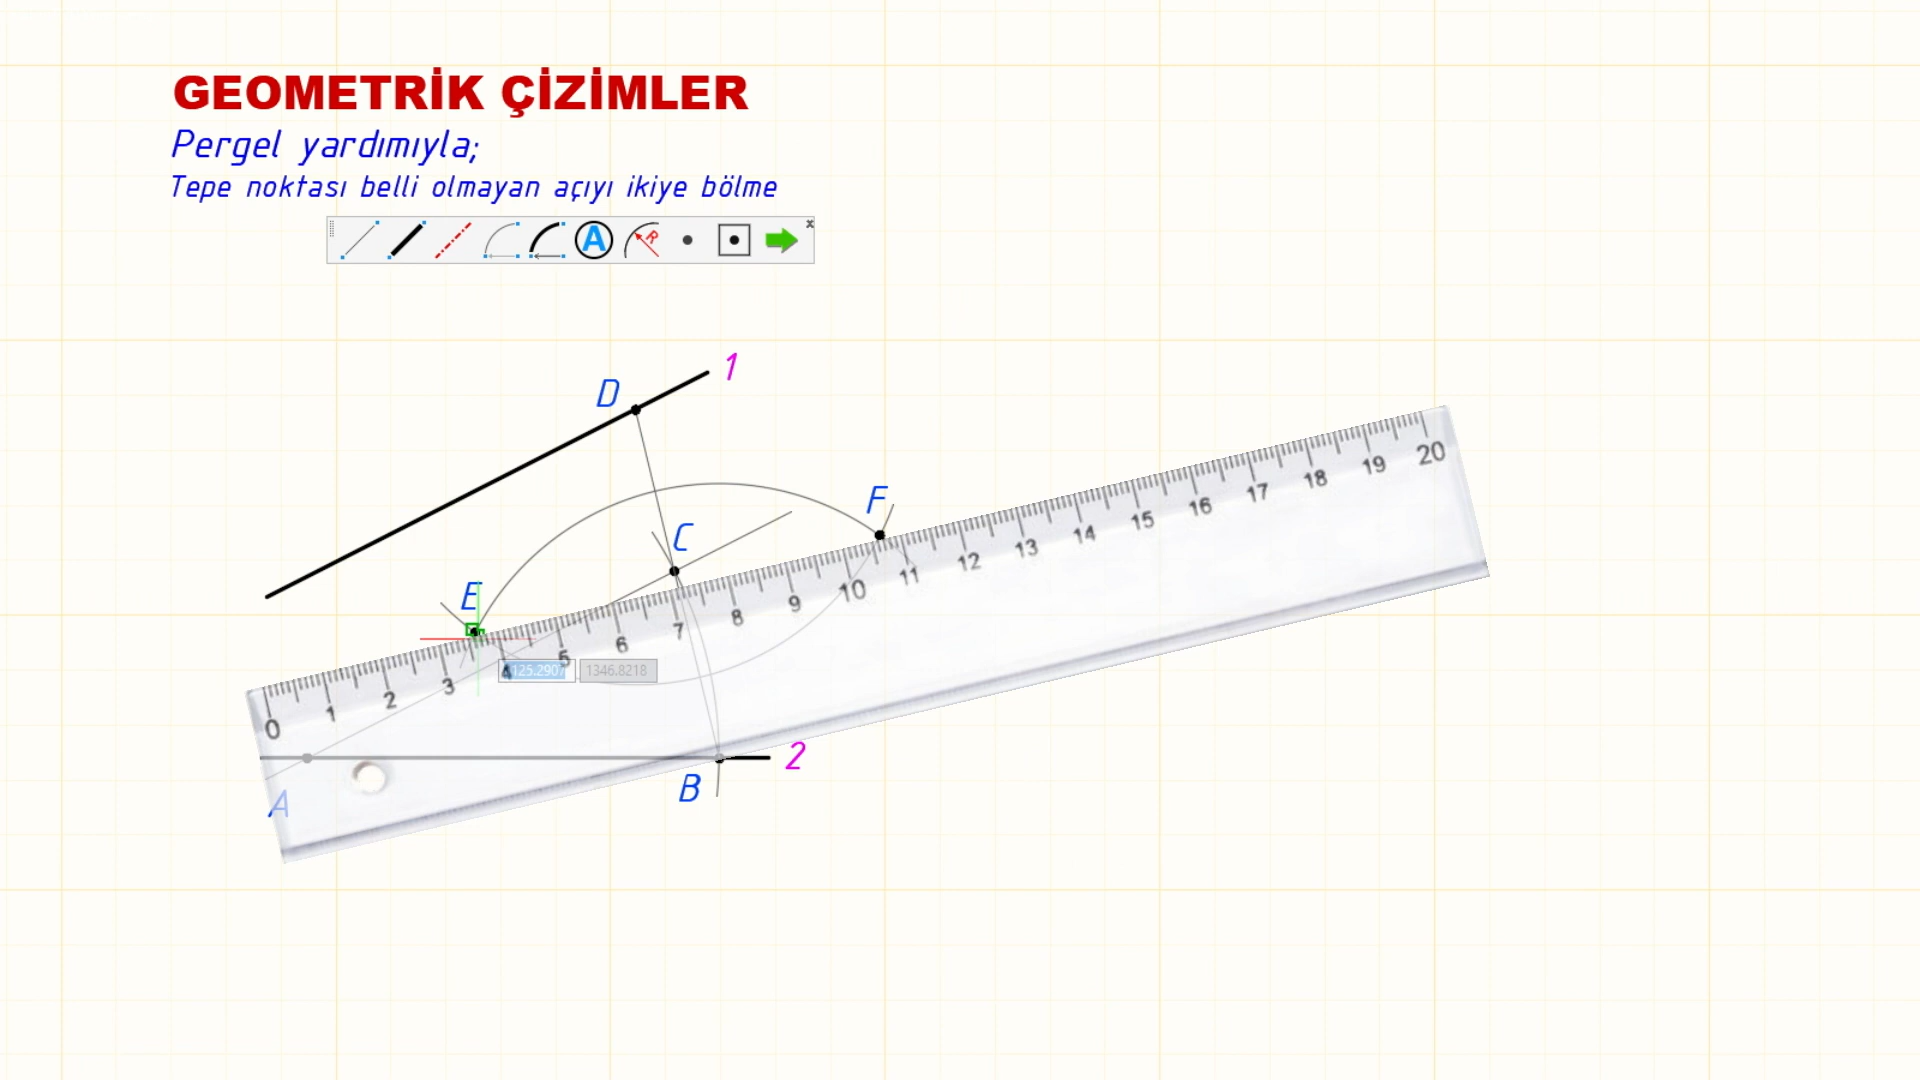 GEOMETRİK ÇİZİMLER
Pergel yardımıyla;
Tepe noktası belli olmayan açıyı ikiye bölme
A R x
1
D
F
C
E
0 1 2 3 4 5 6 7 8 9 10 11 12 13 14 15 16 17 18 19 20
1346.8218
2
B
A